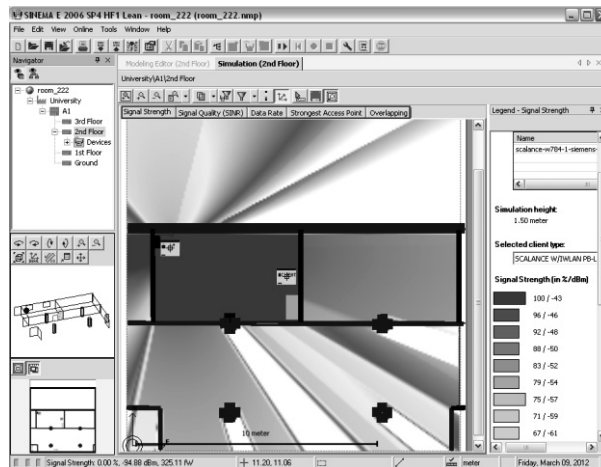 SINEMA E 2006 SP4 HF1 Lean - room_222 (room_222.nmp)
File Edit View Online Tools Window Help
Navigator
room_222
University
A1
3rd Floor
2nd Floor
Devices
1st Floor
Ground
Modeling Editor (2nd Floor) Simulation (2nd Floor)
University\A1\2nd Floor
Signal Strength Signal Quality (SINR) Data Rate Strongest Access Point Overlapping
10 meter
Legend - Signal Strength
Name
scalance-w784-1-siemens-
Simulation height:
1.50 meter
Selected client type:
SCALANCE W/IWLAN PB-L
Signal Strength (in %/dBm)
100 / -43
96 / -46
92 / -48
88 / -50
83 / -52
79 / -54
75 / -57
71 / -59
67 / -61
Signal Strength: 0.00 %, -94.88 dBm, 325.11 fW
11.20, 11.06
meter
Friday, March 09, 2012